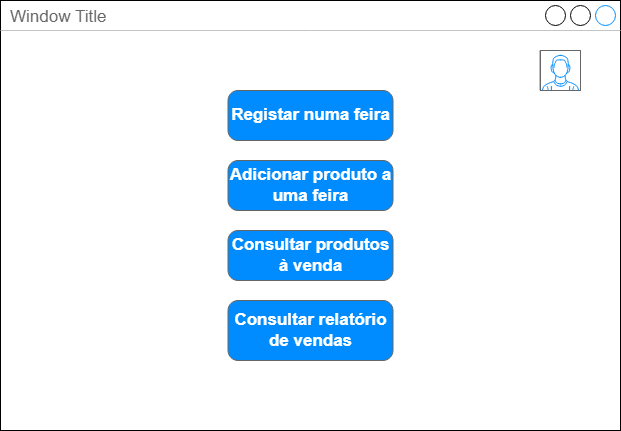 Window Title
Registar numa feira
Adicionar produto a
uma feira
Consultar produtos
à venda
Consultar relatório
de vendas